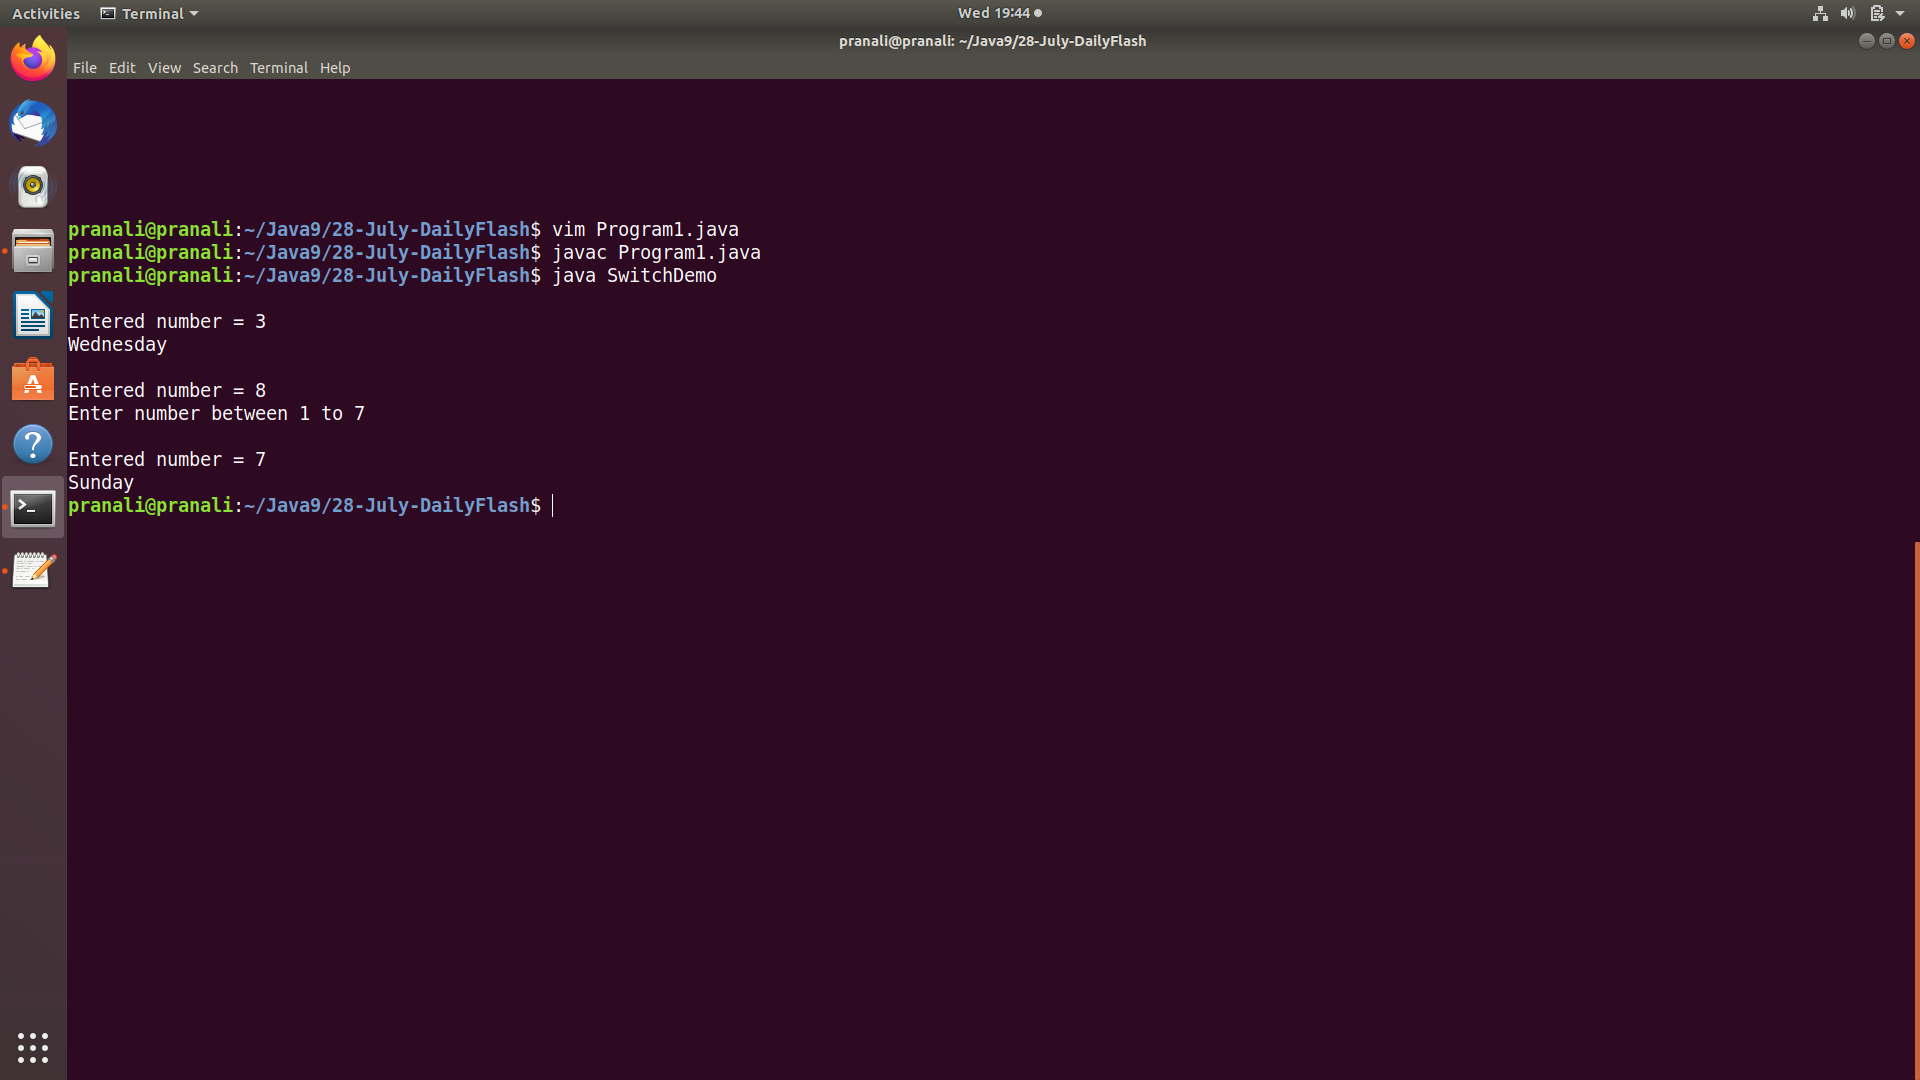 Activities Terminal Wed 19:44
pranali@pranali: ~/Java9/28-July-DailyFlash
File Edit View Search Terminal Help
pranali@pranali:~/Java9/28-July-DailyFlash$ vim Program1.java
pranali@pranali:~/Java9/28-July-DailyFlash$ javac Program1.java
pranali@pranali:~/Java9/28-July-DailyFlash$ java SwitchDemo
Entered number = 3
Wednesday
Entered number = 8
Enter number between 1 to 7
Entered number = 7
Sunday
pranali@pranali:~/Java9/28-July-DailyFlash$